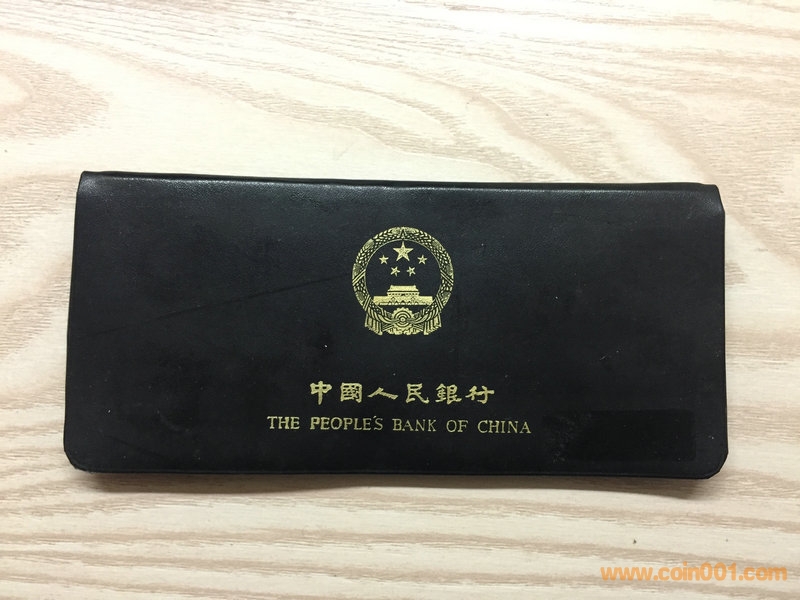 中國人民銀行
THE PEOPLE'S BANK OF CHINA
www.coin001.com